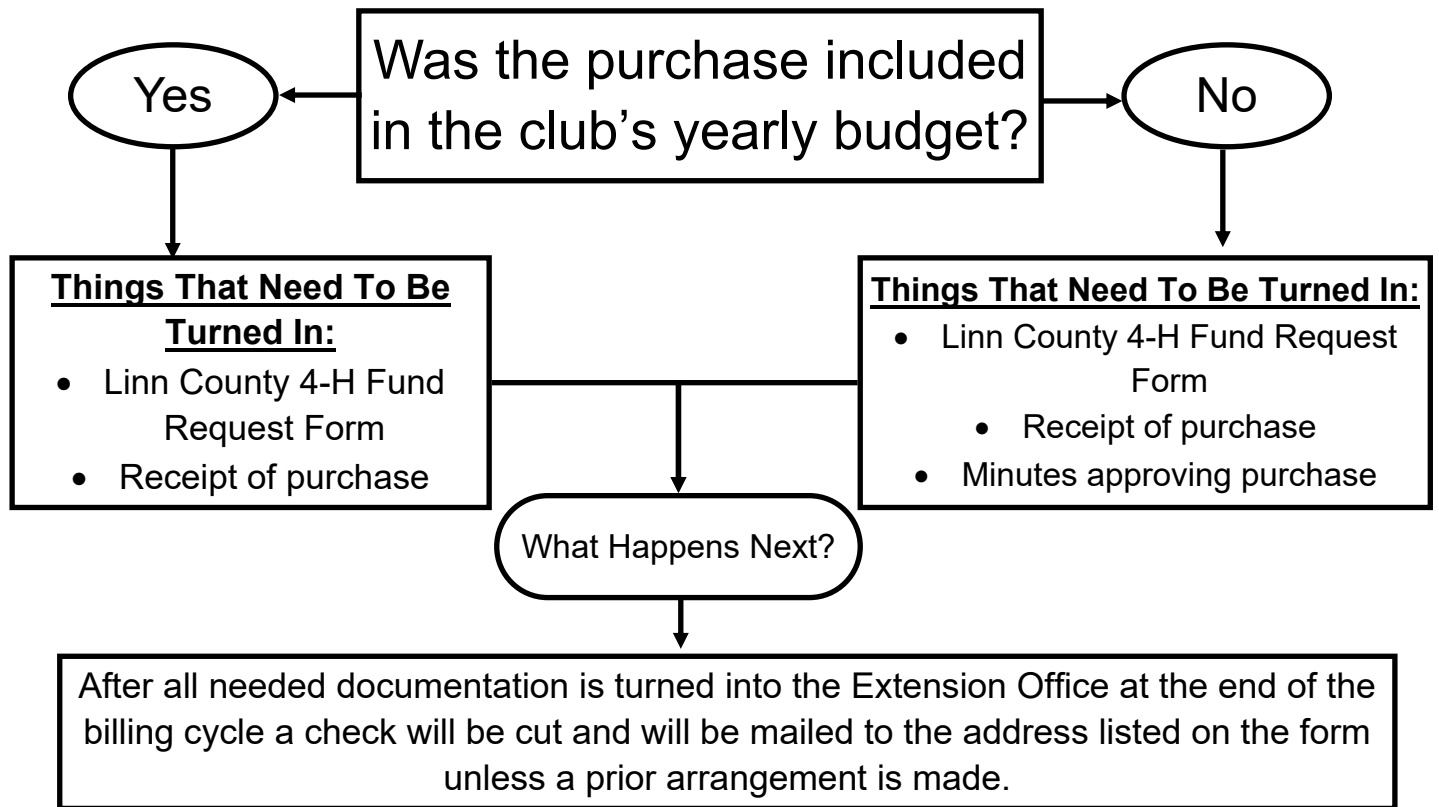 Was the purchase included
in the club’s yearly budget?
Yes
No
Things That Need To Be
Turned In:
• Linn County 4-H Fund
Request Form
• Receipt of purchase
Things That Need To Be Turned In:
• Linn County 4-H Fund Request
Form
• Receipt of purchase
• Minutes approving purchase
What Happens Next?
After all needed documentation is turned into the Extension Office at the end of the
billing cycle a check will be cut and will be mailed to the address listed on the form
unless a prior arrangement is made.